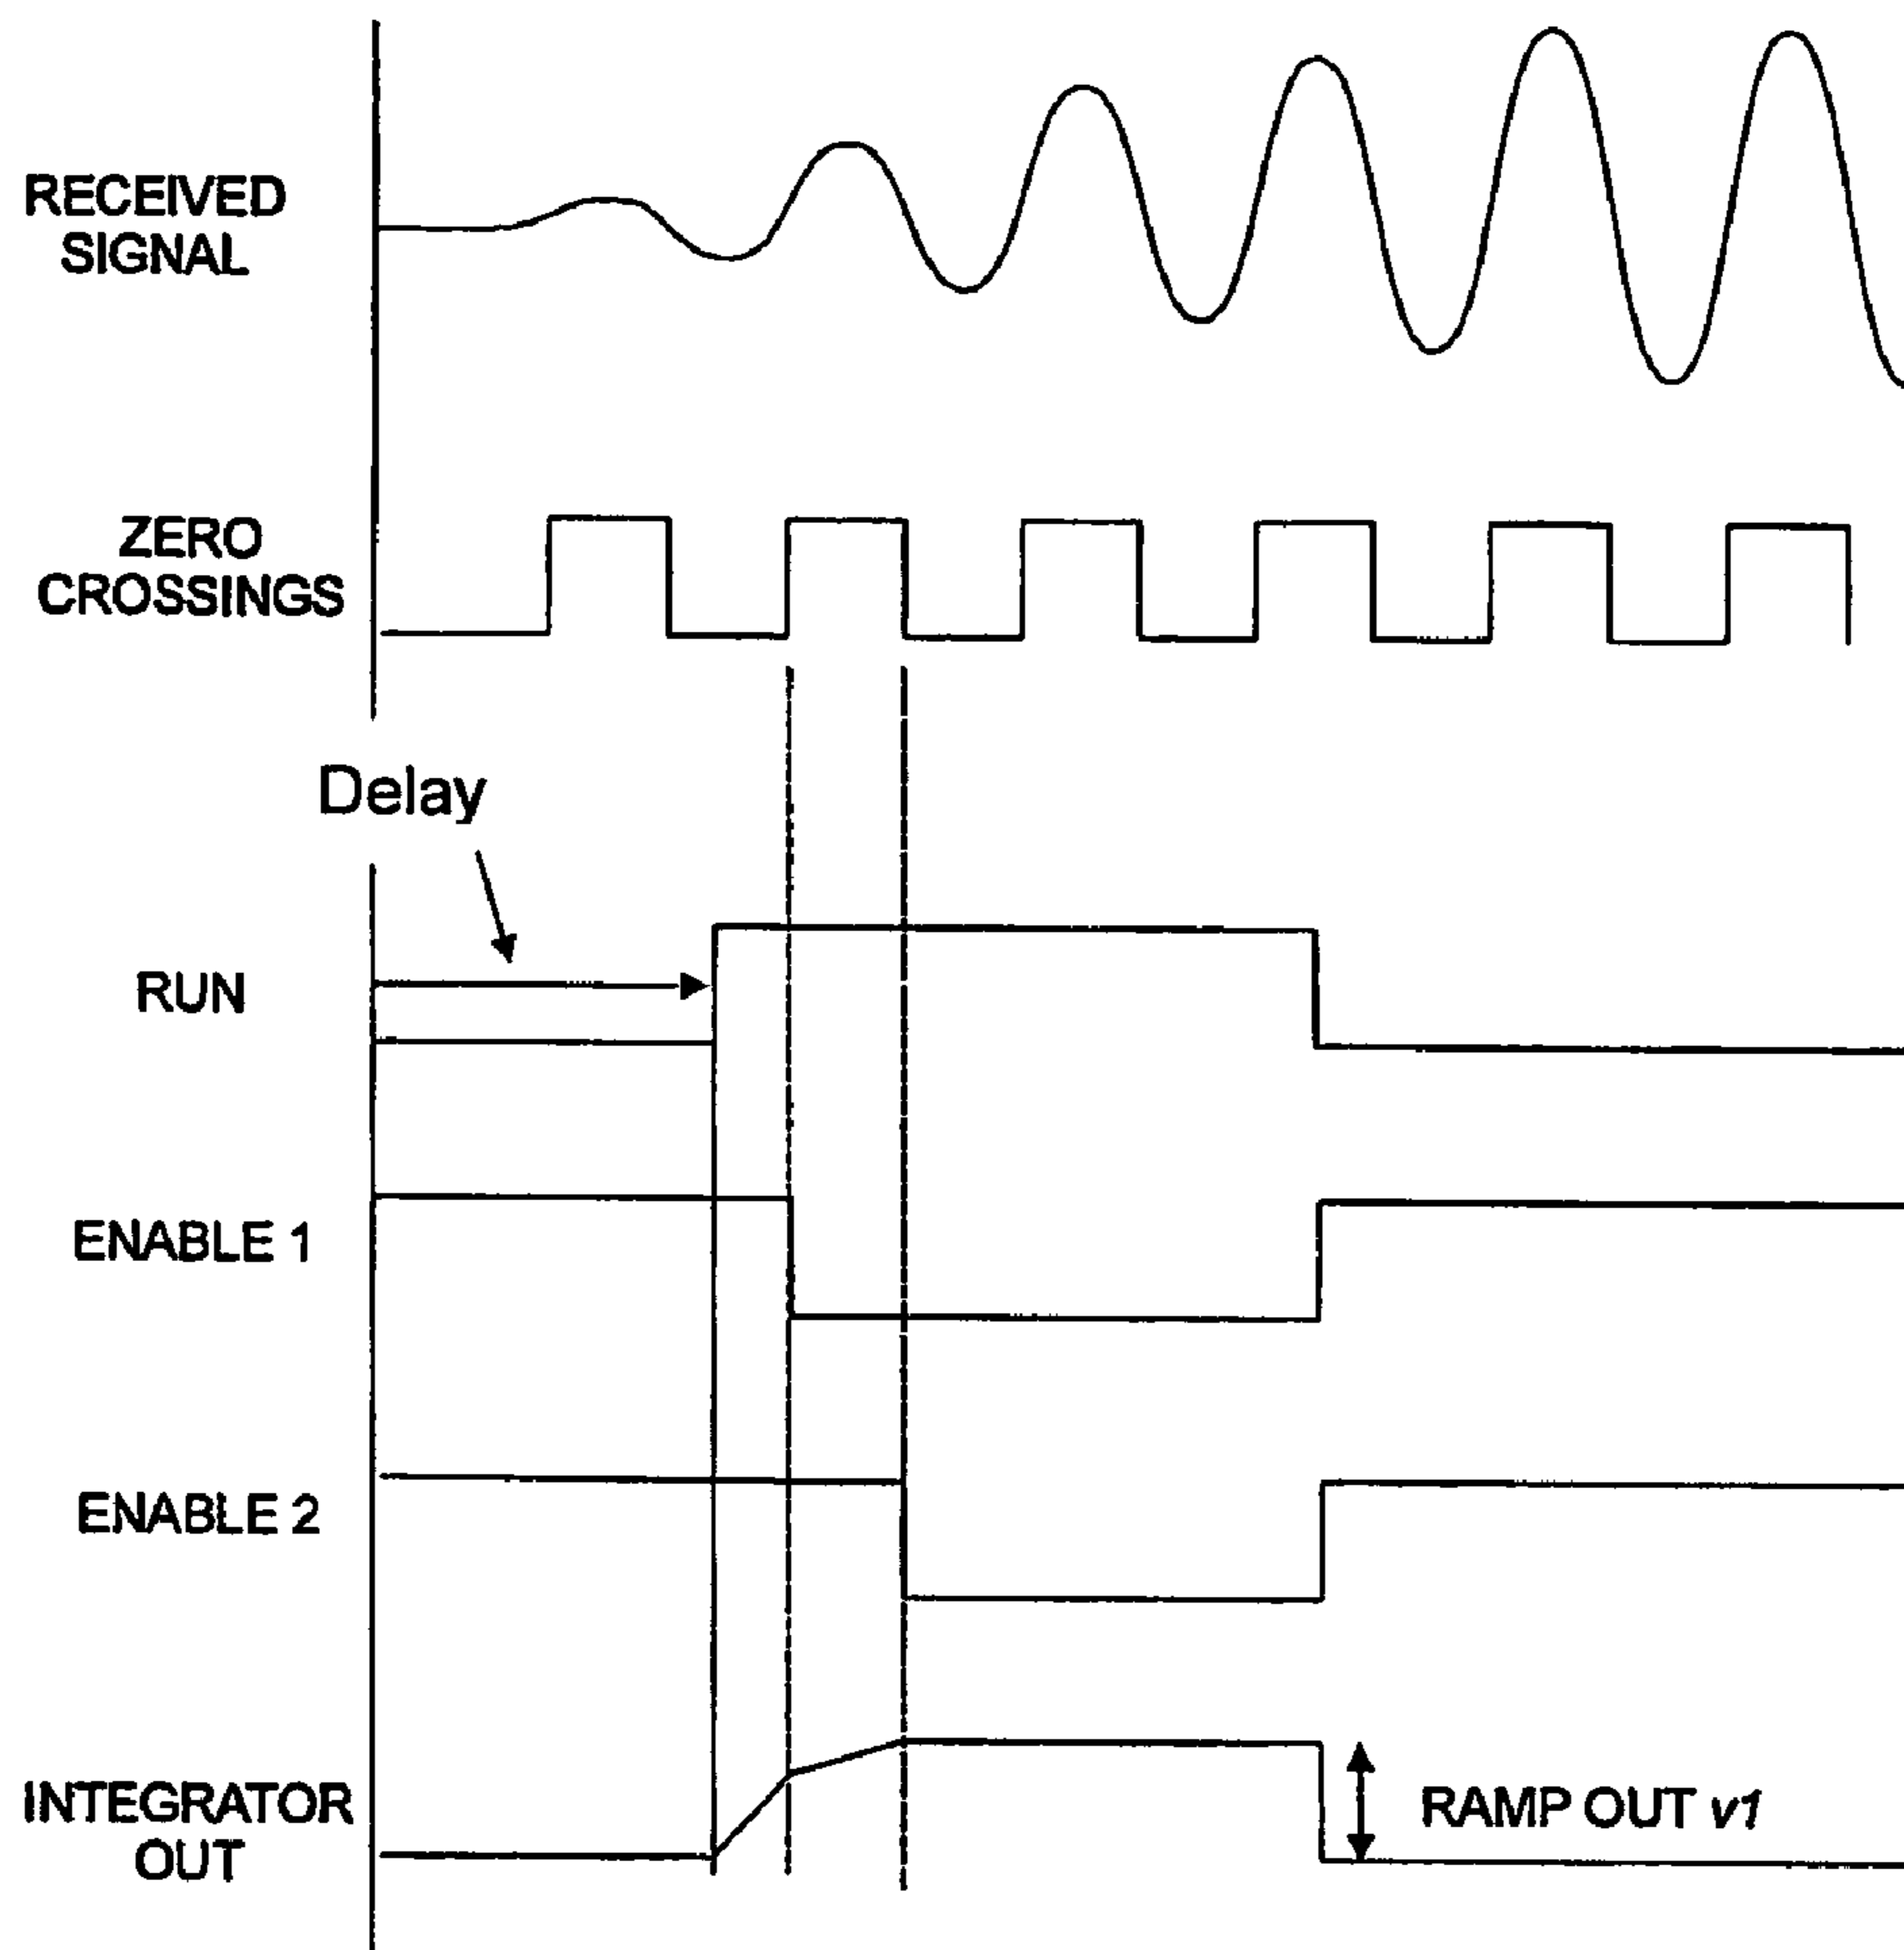 RECEIVED
SIGNAL
ZERO
CROSSINGS
Delay
RUN
ENABLE 1
ENABLE 2
INTEGRATOR
OUT
RAMP OUT v1